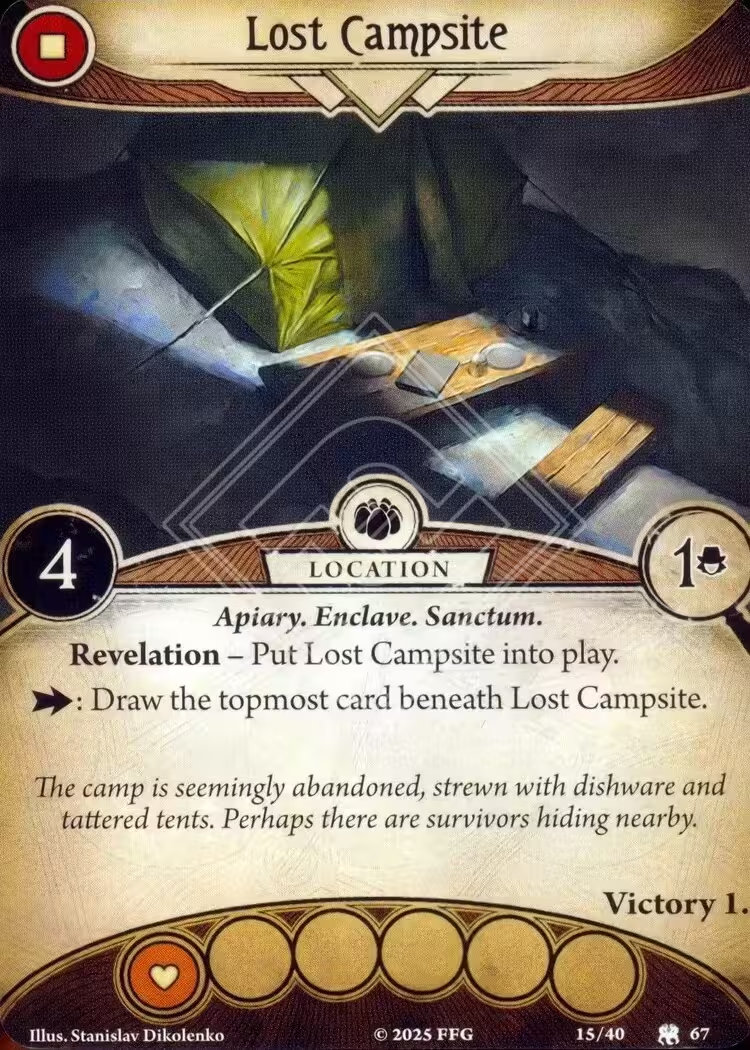 Lost Campsite
4
1
LOCATION
Apiary. Enclave. Sanctum.
Revelation – Put Lost Campsite into play.
: Draw the topmost card beneath Lost Campsite.
The camp is seemingly abandoned, strewn with dishware and
tattered tents. Perhaps there are survivors hiding nearby.
Victory 1.
Illus. Stanislav Dikolenko
© 2025 FFG
15/40
67